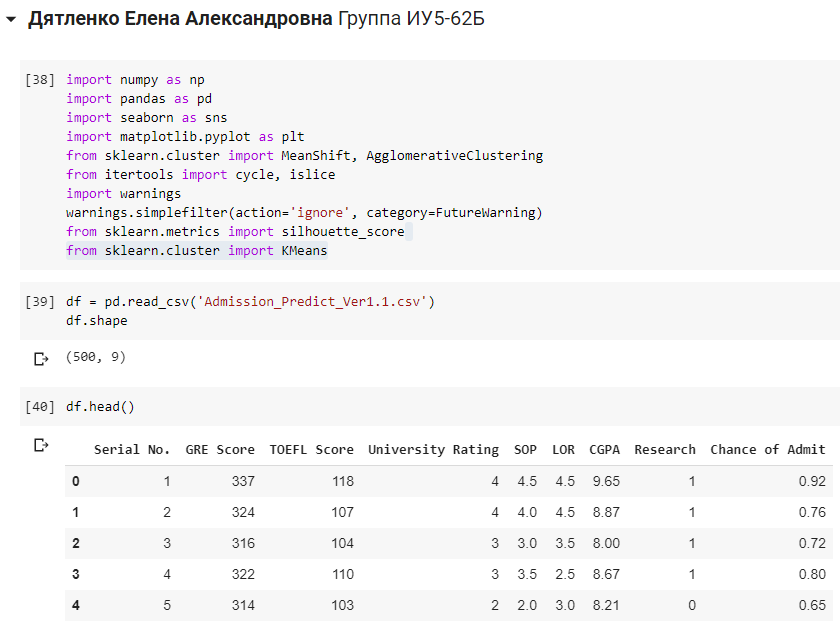 Дятленко Елена Александровна Группа ИУ5-62Б
[38] import numpy as np
import pandas as pd
import seaborn as sns
import matplotlib.pyplot as plt
from sklearn.cluster import MeanShift, AgglomerativeClustering
from itertools import cycle, islice
import warnings
warnings.simplefilter(action='ignore', category=FutureWarning)
from sklearn.metrics import silhouette_score
from sklearn.cluster import KMeans
[39] df = pd.read_csv('Admission_Predict_Ver1.1.csv')
df.shape
(500, 9)
[40] df.head()
Serial No. GRE Score TOEFL Score University Rating SOP LOR CGPA Research Chance of Admit
0 1 337 118 4 4.5 4.5 9.65 1 0.92
1 2 324 107 4 4.0 4.5 8.87 1 0.76
2 3 316 104 3 3.0 3.5 8.00 1 0.72
3 4 322 110 3 3.5 2.5 8.67 1 0.80
4 5 314 103 2 2.0 3.0 8.21 0 0.65